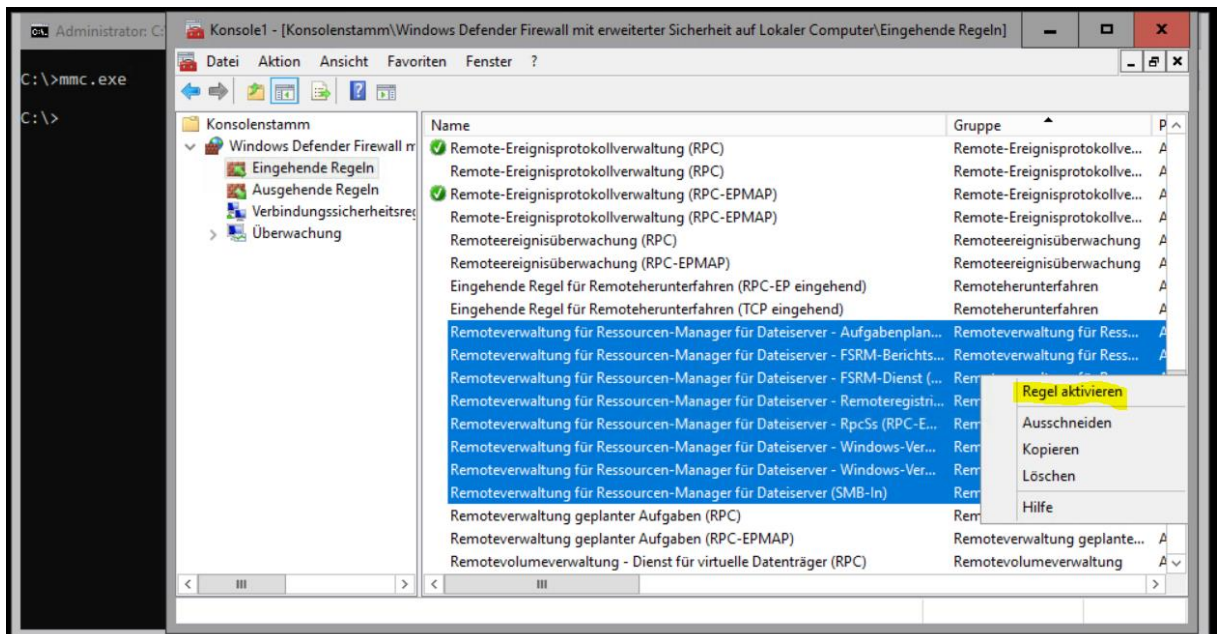 Administrator: C:
Konsole1 - [Konsolenstamm\Windows Defender Firewall mit erweiterter Sicherheit auf Lokaler Computer\Eingehende Regeln]
Datei Aktion Ansicht Favoriten Fenster ?
C:\>mmc.exe
C:\>
Konsolenstamm
Windows Defender Firewall m
Eingehende Regeln
Ausgehende Regeln
Verbindungssicherheitsreg
Überwachung
Name Gruppe P
Remote-Ereignisprotokollverwaltung (RPC) Remote-Ereignisprotokollve... A
Remote-Ereignisprotokollverwaltung (RPC) Remote-Ereignisprotokollve... A
Remote-Ereignisprotokollverwaltung (RPC-EPMAP) Remote-Ereignisprotokollve... A
Remote-Ereignisprotokollverwaltung (RPC-EPMAP) Remote-Ereignisprotokollve... A
Remoteereignisüberwachung (RPC) Remoteereignisüberwachung A
Remoteereignisüberwachung (RPC-EPMAP) Remoteereignisüberwachung A
Eingehende Regel für Remoteherunterfahren (RPC-EP eingehend) Remoteherunterfahren A
Eingehende Regel für Remoteherunterfahren (TCP eingehend) Remoteherunterfahren A
Remoteverwaltung für Ressourcen-Manager für Dateiserver - Aufgabenplan... Remoteverwaltung für Ress... A
Remoteverwaltung für Ressourcen-Manager für Dateiserver - FSRM-Berichts... Remoteverwaltung für Ress... A
Remoteverwaltung für Ressourcen-Manager für Dateiserver - FSRM-Dienst (... Rem
Remoteverwaltung für Ressourcen-Manager für Dateiserver - Remoteregistri... Rem
Remoteverwaltung für Ressourcen-Manager für Dateiserver - RpcSs (RPC-E... Rem
Remoteverwaltung für Ressourcen-Manager für Dateiserver - Windows-Ver... Rem
Remoteverwaltung für Ressourcen-Manager für Dateiserver - Windows-Ver... Rem
Remoteverwaltung für Ressourcen-Manager für Dateiserver (SMB-In) Rem
Remoteverwaltung geplanter Aufgaben (RPC) Rem
Remoteverwaltung geplanter Aufgaben (RPC-EPMAP) Remoteverwaltung geplante... A
Remotevolumeverwaltung - Dienst für virtuelle Datenträger (RPC) Remotevolumeverwaltung A
Regel aktivieren
Ausschneiden
Kopieren
Löschen
Hilfe